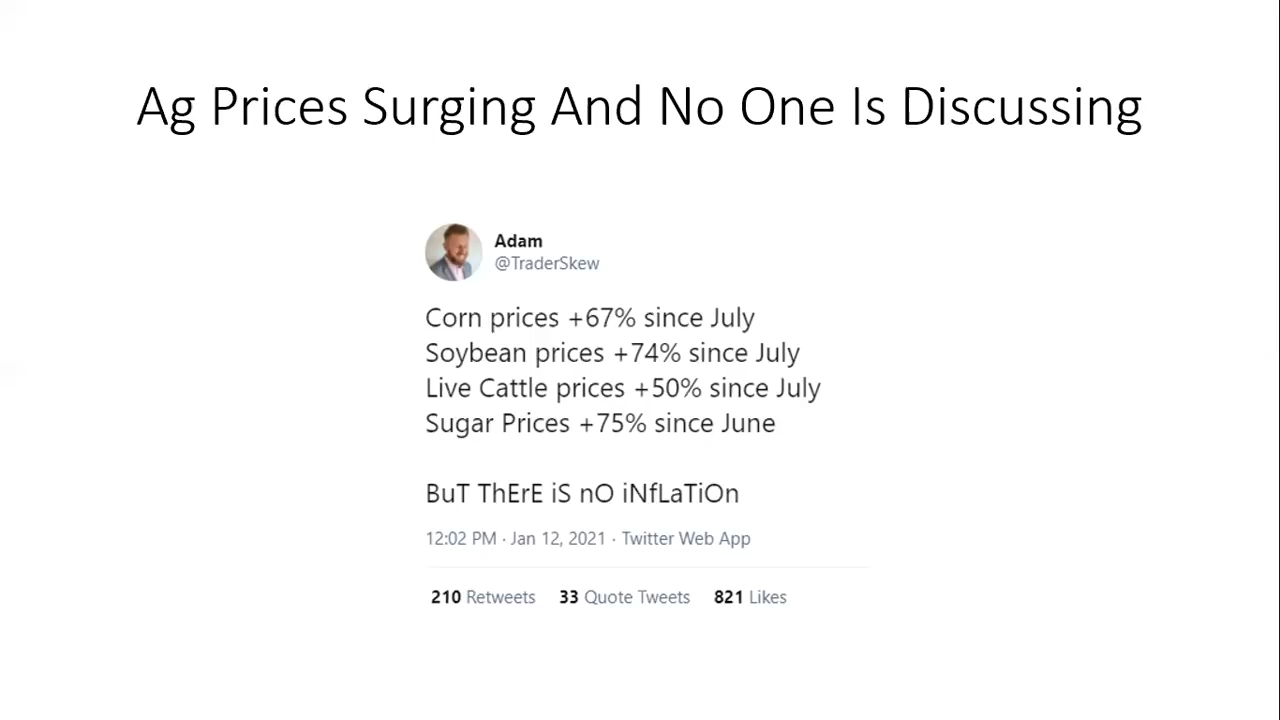 Ag Prices Surging And No One Is Discussing
Adam
@TraderSkew
Corn prices +67% since July
Soybean prices +74% since July
Live Cattle prices +50% since July
Sugar Prices +75% since June
BuT ThErE iS nO iNfLaTiOn
12:02 PM · Jan 12, 2021 · Twitter Web App
210 Retweets 33 Quote Tweets 821 Likes